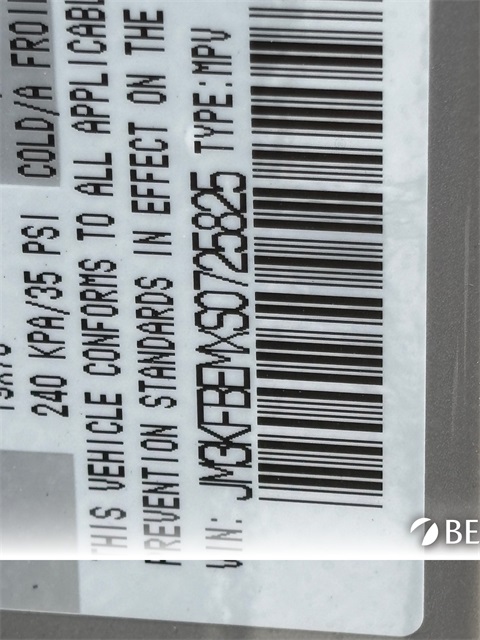 COLD/A FRO
240 KPA/35 PSI
THIS VEHICLE CONFORMS TO ALL APPLICABL
PREVENTION STANDARDS IN EFFECT ON THE
VIN: JM3KFBEMXS0725825 TYPE:MPV
BE